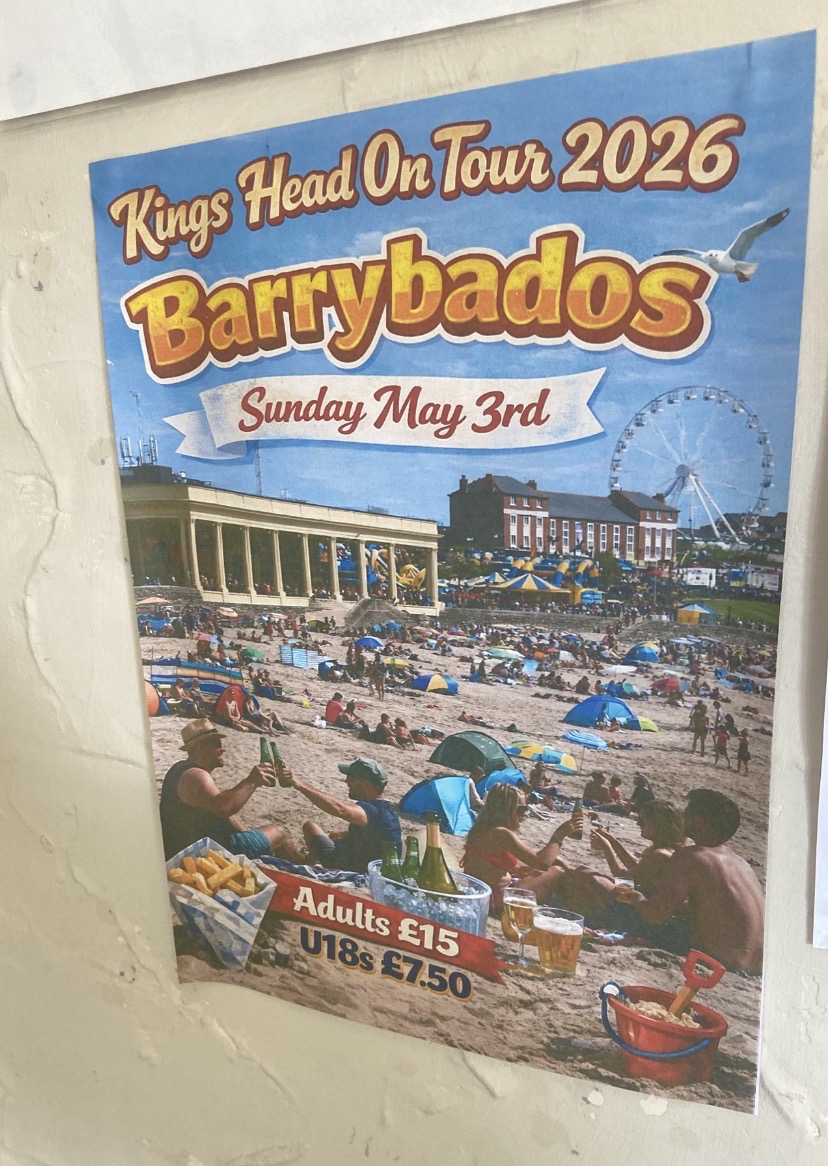 Kings Head On Tour 2026
Barrybados
Sunday May 3rd
Adults £15
U18s £7.50